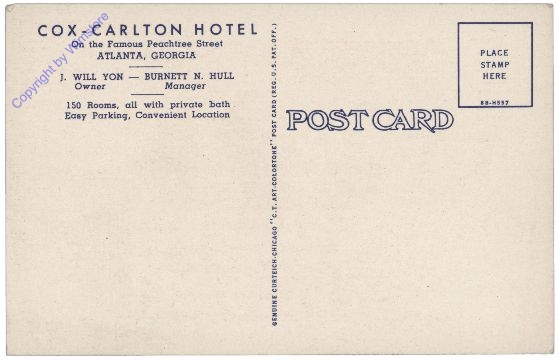 COX-CARLTON HOTEL
On the Famous Peachtree Street
ATLANTA, GEORGIA
J. WILL YON — BURNETT N. HULL
Owner Manager
150 Rooms, all with private bath
Easy Parking, Convenient Location
Copyright by Wimstore
GENUINE CURTEICH-CHICAGO "C.T. ART-COLORTONE" POST CARD (REG. U.S. PAT. OFF.)
POST CARD
PLACE
STAMP
HERE
8B-H557